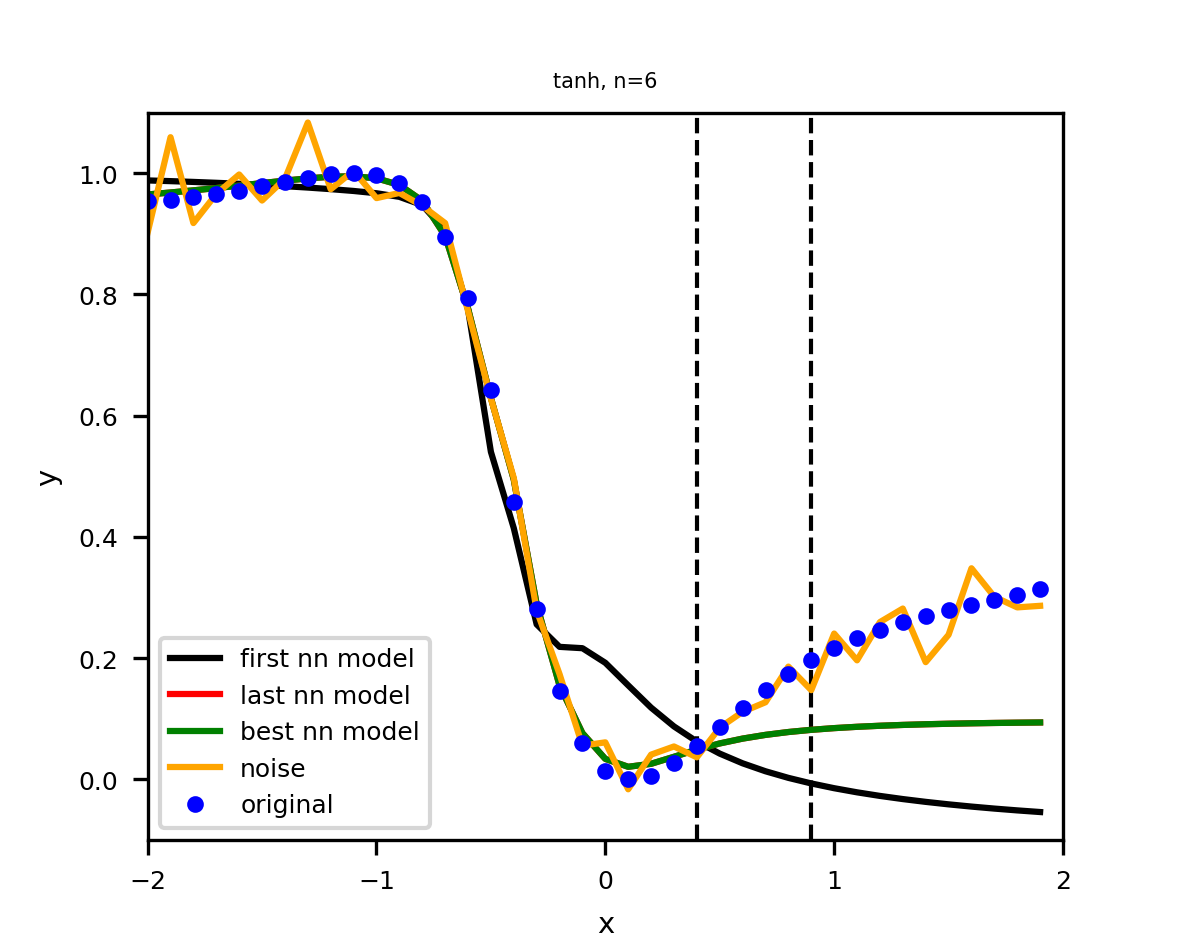 tanh, n=6
1.0
0.8
0.6
0.4
0.2
0.0
y
first nn model
last nn model
best nn model
noise
original
−2
−1
0
1
2
x